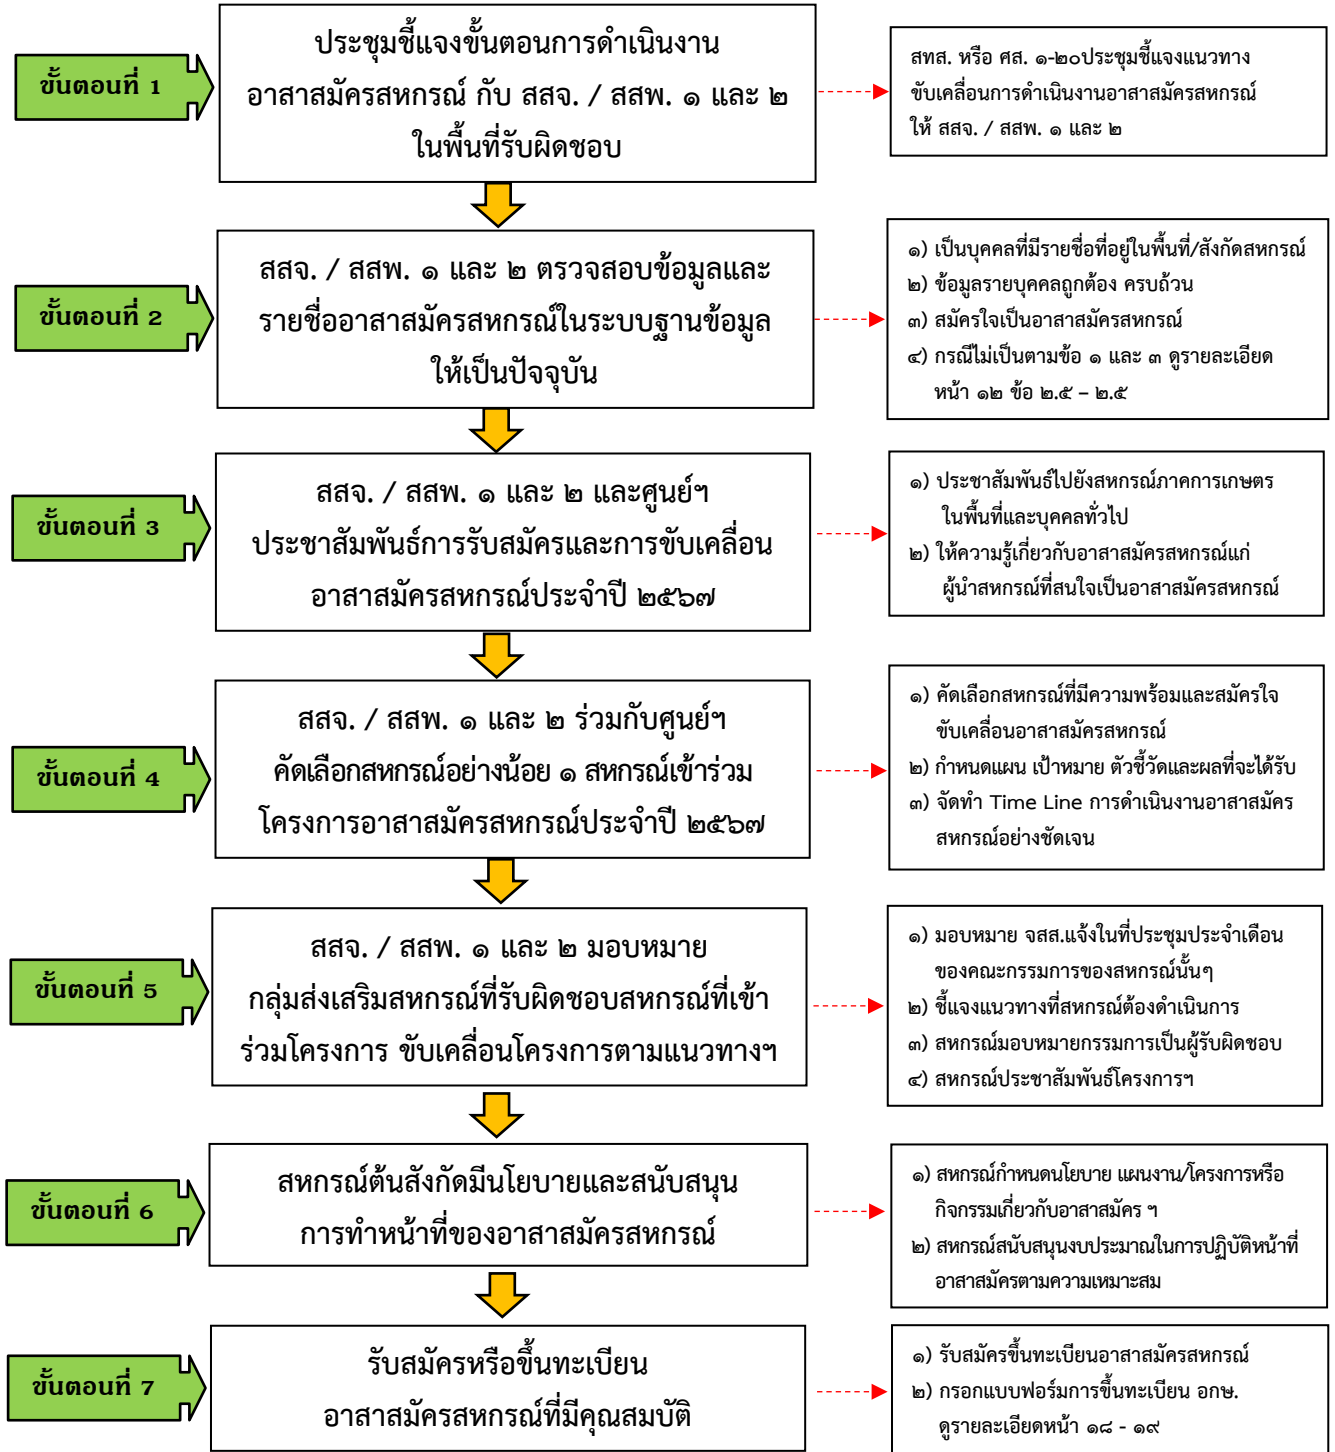 ขั้นตอนที่ 1
ประชุมชี้แจงขั้นตอนการดำเนินงาน
อาสาสมัครสหกรณ์ กับ สสจ. / สสพ. ๑ และ ๒
ในพื้นที่รับผิดชอบ
สทส. หรือ ศส. ๑-๒๐ประชุมชี้แจงแนวทาง
ขับเคลื่อนการดำเนินงานอาสาสมัครสหกรณ์
ให้ สสจ. / สสพ. ๑ และ ๒
ขั้นตอนที่ 2
สสจ. / สสพ. ๑ และ ๒ ตรวจสอบข้อมูลและ
รายชื่ออาสาสมัครสหกรณ์ในระบบฐานข้อมูล
ให้เป็นปัจจุบัน
๑) เป็นบุคคลที่มีรายชื่อที่อยู่ในพื้นที่/สังกัดสหกรณ์
๒) ข้อมูลรายบุคคลถูกต้อง ครบถ้วน
๓) สมัครใจเป็นอาสาสมัครสหกรณ์
๔) กรณีไม่เป็นตามข้อ ๑ และ ๓ ดูรายละเอียด
หน้า ๑๒ ข้อ ๒.๕ – ๒.๕
ขั้นตอนที่ 3
สสจ. / สสพ. ๑ และ ๒ และศูนย์ฯ
ประชาสัมพันธ์การรับสมัครและการขับเคลื่อน
อาสาสมัครสหกรณ์ประจำปี ๒๕๖๗
๑) ประชาสัมพันธ์ไปยังสหกรณ์ภาคการเกษตร
ในพื้นที่และบุคคลทั่วไป
๒) ให้ความรู้เกี่ยวกับอาสาสมัครสหกรณ์แก่
ผู้นำสหกรณ์ที่สนใจเป็นอาสาสมัครสหกรณ์
ขั้นตอนที่ 4
สสจ. / สสพ. ๑ และ ๒ ร่วมกับศูนย์ฯ
คัดเลือกสหกรณ์อย่างน้อย ๑ สหกรณ์เข้าร่วม
โครงการอาสาสมัครสหกรณ์ประจำปี ๒๕๖๗
๑) คัดเลือกสหกรณ์ที่มีความพร้อมและสมัครใจ
ขับเคลื่อนอาสาสมัครสหกรณ์
๒) กำหนดแผน เป้าหมาย ตัวชี้วัดและผลที่จะได้รับ
๓) จัดทำ Time Line การดำเนินงานอาสาสมัคร
สหกรณ์อย่างชัดเจน
ขั้นตอนที่ 5
สสจ. / สสพ. ๑ และ ๒ มอบหมาย
กลุ่มส่งเสริมสหกรณ์ที่รับผิดชอบสหกรณ์ที่เข้า
ร่วมโครงการ ขับเคลื่อนโครงการตามแนวทางฯ
๑) มอบหมาย จสส.แจ้งในที่ประชุมประจำเดือน
ของคณะกรรมการของสหกรณ์นั้นๆ
๒) ชี้แจงแนวทางที่สหกรณ์ต้องดำเนินการ
๓) สหกรณ์มอบหมายกรรมการเป็นผู้รับผิดชอบ
๔) สหกรณ์ประชาสัมพันธ์โครงการฯ
ขั้นตอนที่ 6
สหกรณ์ต้นสังกัดมีนโยบายและสนับสนุน
การทำหน้าที่ของอาสาสมัครสหกรณ์
๑) สหกรณ์กำหนดนโยบาย แผนงาน/โครงการหรือ
กิจกรรมเกี่ยวกับอาสาสมัคร ฯ
๒) สหกรณ์สนับสนุนงบประมาณในการปฏิบัติหน้าที่
อาสาสมัครตามความเหมาะสม
ขั้นตอนที่ 7
รับสมัครหรือขึ้นทะเบียน
อาสาสมัครสหกรณ์ที่มีคุณสมบัติ
๑) รับสมัครขึ้นทะเบียนอาสาสมัครสหกรณ์
๒) กรอกแบบฟอร์มการขึ้นทะเบียน อกษ.
ดูรายละเอียดหน้า ๑๘ - ๑๙